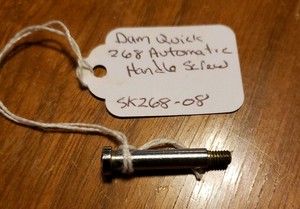 Dam Quick
268 Automatic
Handle Screw
SK268-08